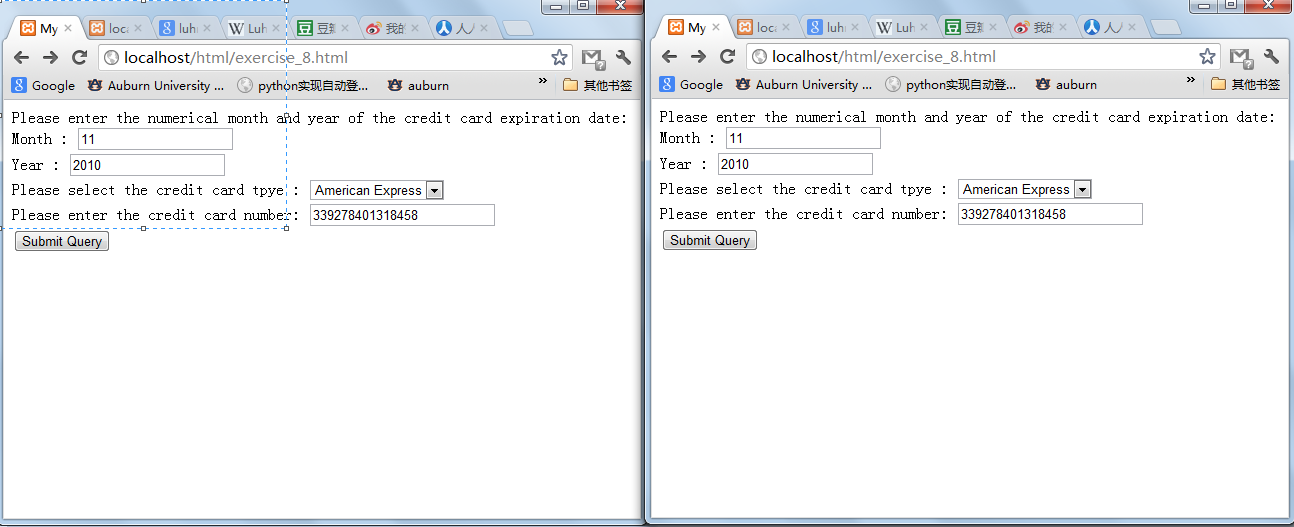 My
loca
luh
Luh
豆瓣
我的
人人
localhost/html/exercise_8.html
Google
Auburn University ...
python实现自动登...
auburn
»
其他书签
Please enter the numerical month and year of the credit card expiration date:
Month : 11
Year : 2010
Please select the credit card tpye : American Express
Please enter the credit card number: 339278401318458
Submit Query
My
loca
luh
Luh
我的
localhost/html/exercise_8.html
Google
Auburn University ...
python实现自动登...
auburn
»
其他书签
Please enter the numerical month and year of the credit card expiration date:
Month : 11
Year : 2010
Please select the credit card tpye : American Express
Please enter the credit card number: 339278401318458
Submit Query